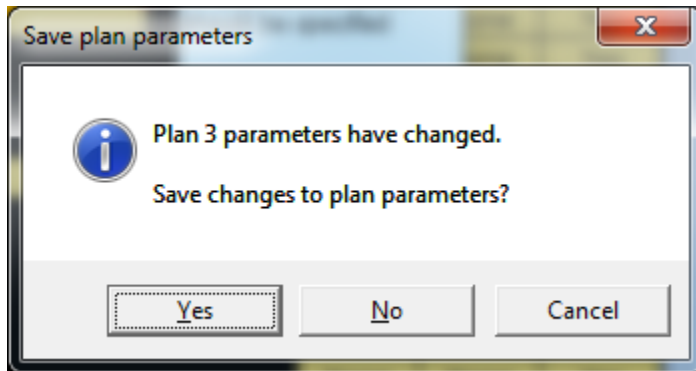 Save plan parameters
Plan 3 parameters have changed.
Save changes to plan parameters?
Yes
No
Cancel